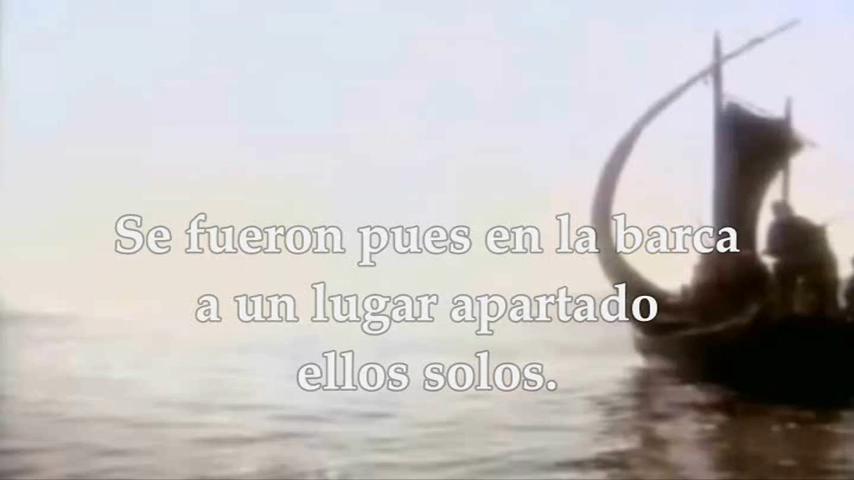 Se fueron pues en la barca
a un lugar apartado
ellos solos.